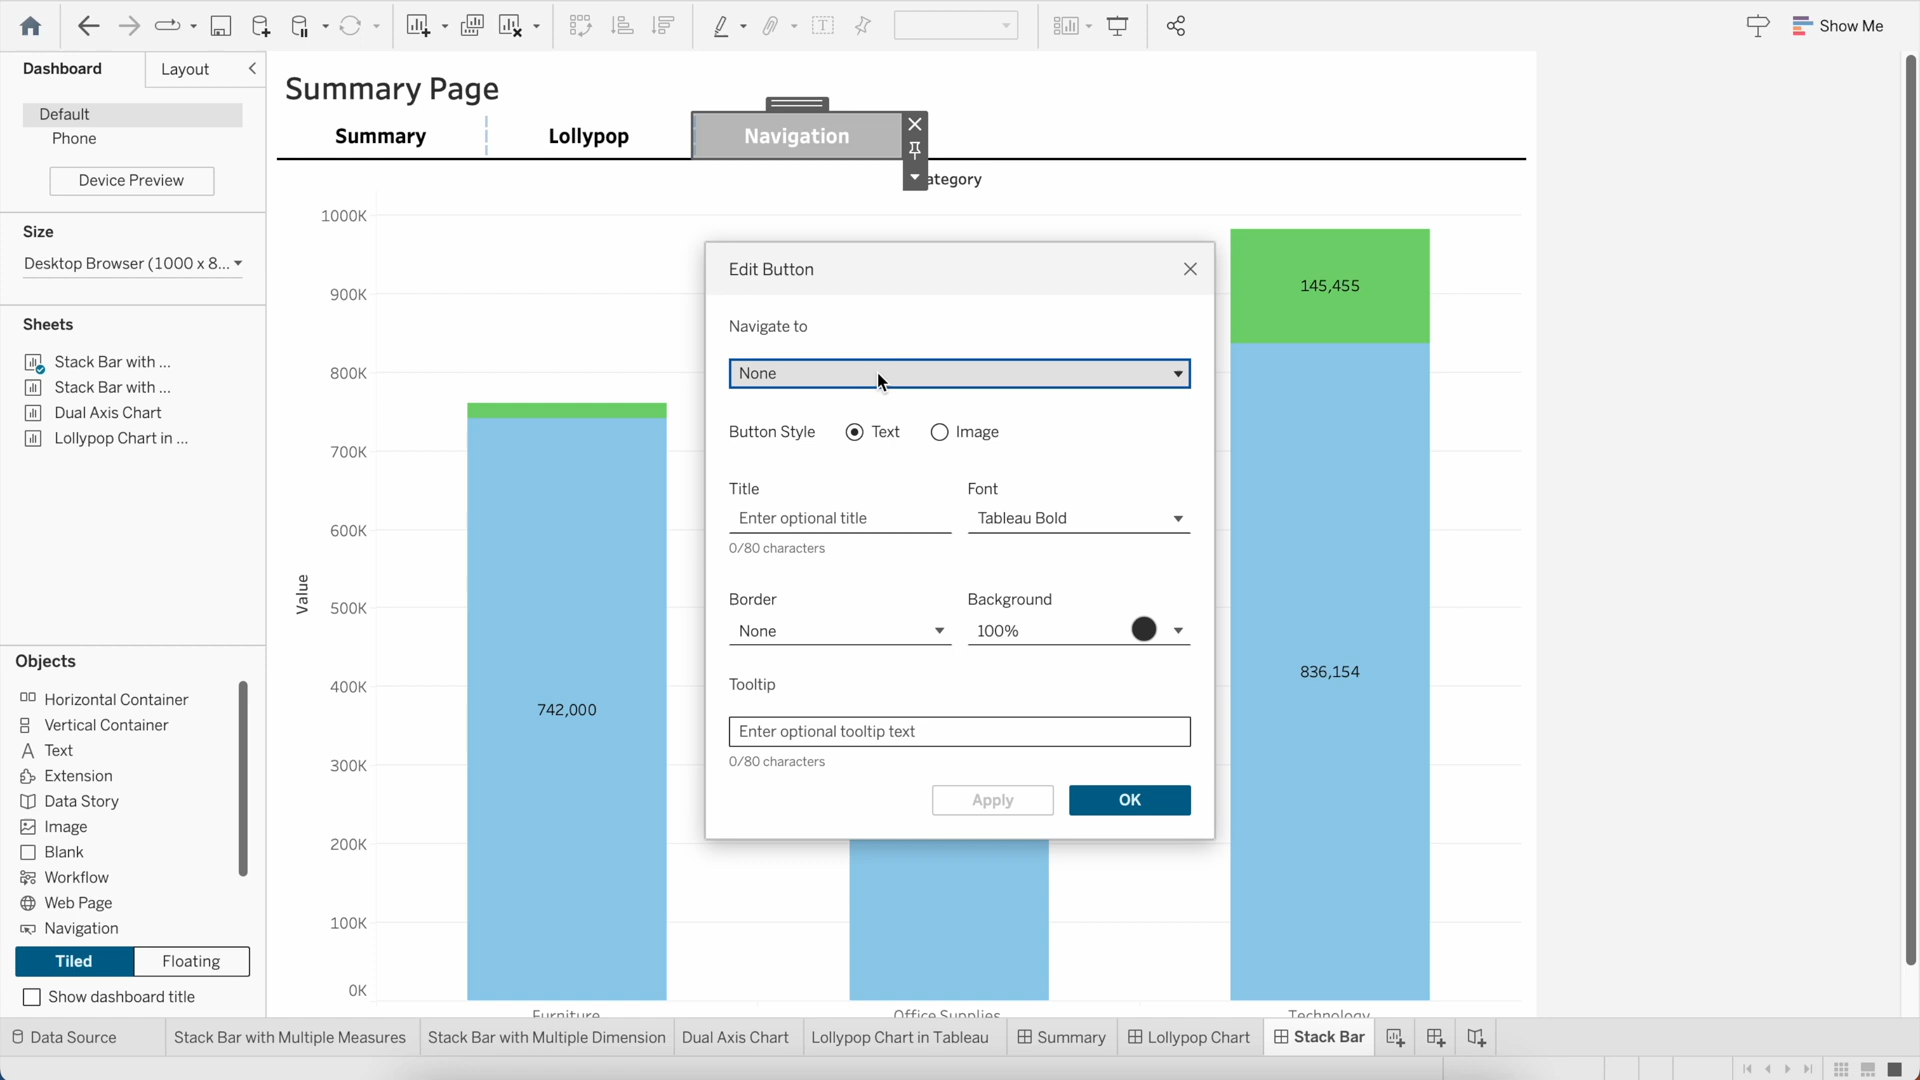 Show Me
Dashboard
Layout
Default
Phone
Device Preview
Size
Desktop Browser (1000 x 8...
Sheets
Stack Bar with ...
Stack Bar with ...
Dual Axis Chart
Lollypop Chart in ...
Objects
Horizontal Container
Vertical Container
Text
Extension
Data Story
Image
Blank
Workflow
Web Page
Navigation
Tiled
Floating
Show dashboard title
Summary Page
Summary
Lollypop
Navigation
ategory
1000K
900K
800K
700K
600K
500K
400K
300K
200K
100K
0K
Value
742,000
145,455
836,154
Furniture
Office Supplies
Technology
Edit Button
Navigate to
None
Button Style
Text
Image
Title
Font
Enter optional title
Tableau Bold
0/80 characters
Border
Background
None
100%
Tooltip
Enter optional tooltip text
0/80 characters
Apply
OK
Data Source
Stack Bar with Multiple Measures
Stack Bar with Multiple Dimension
Dual Axis Chart
Lollypop Chart in Tableau
Summary
Lollypop Chart
Stack Bar